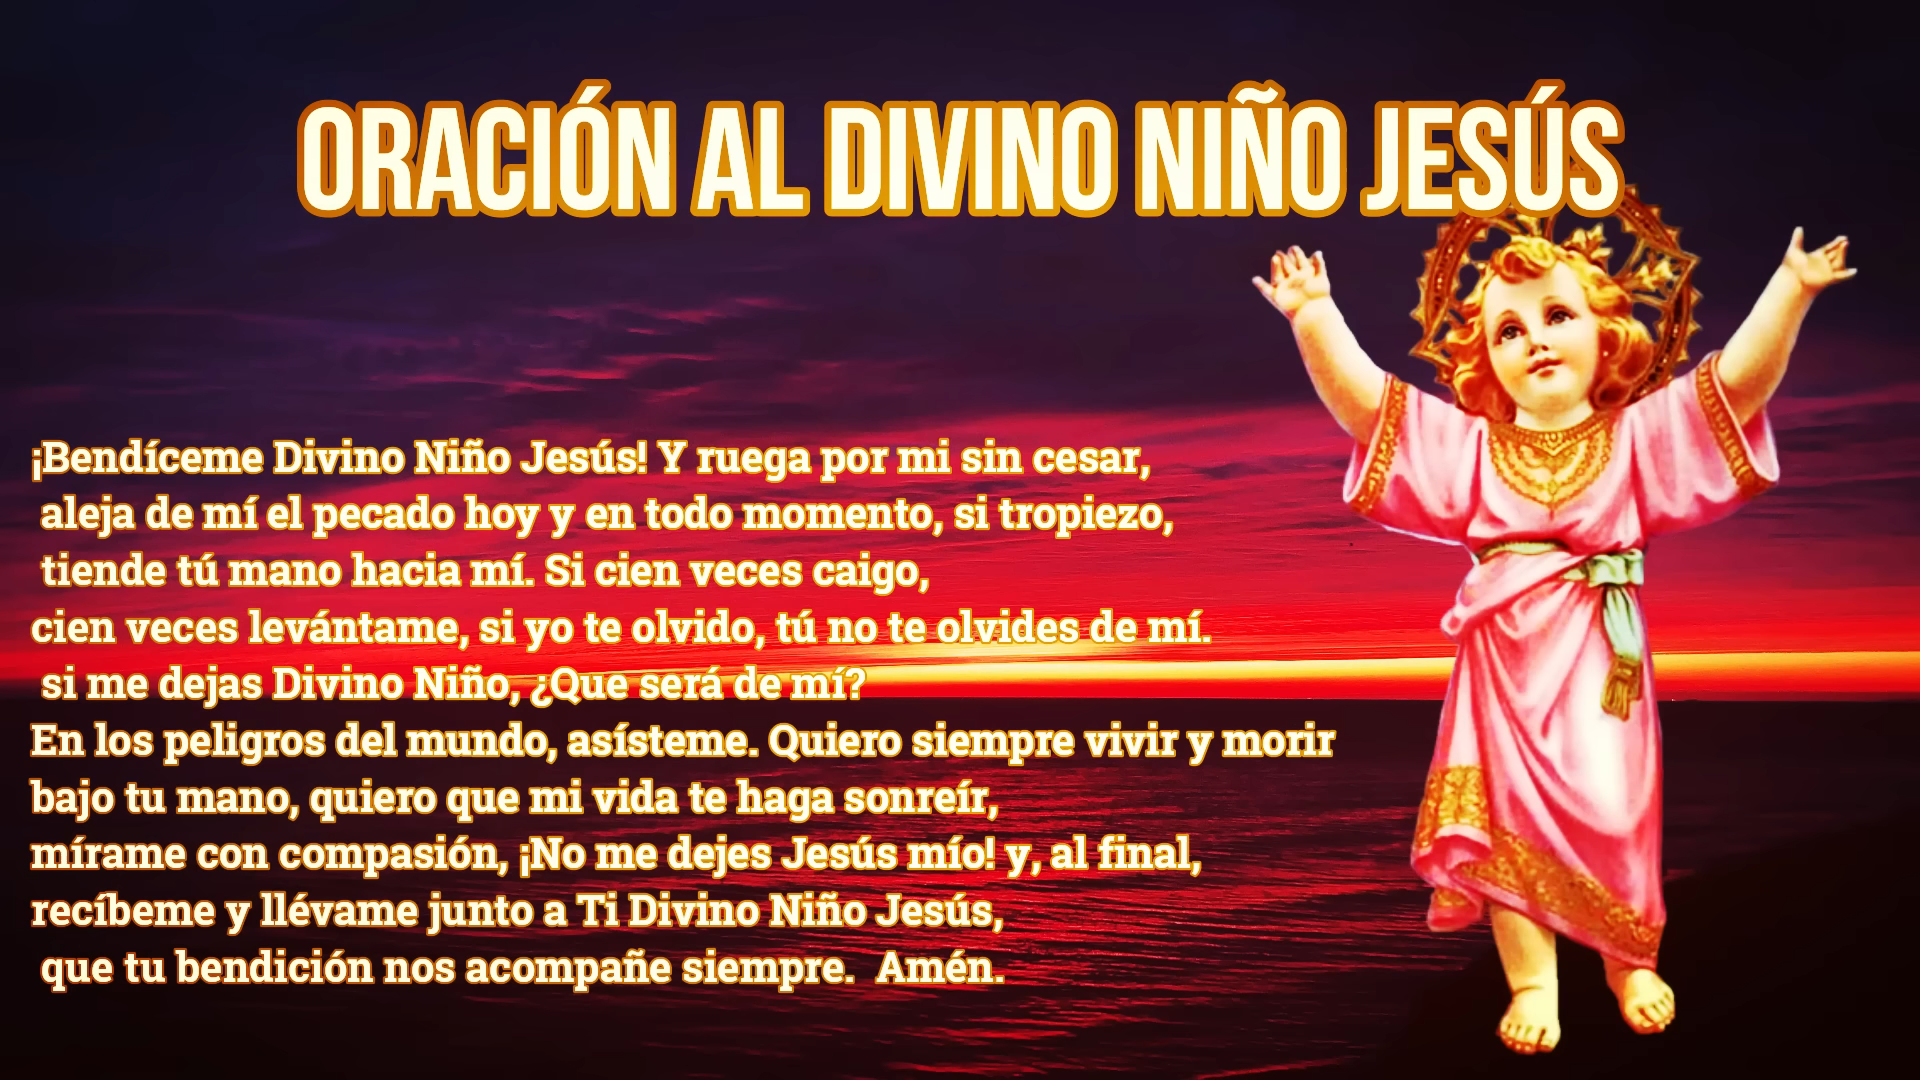 ORACIÓN AL DIVINO NIÑO JESÚS
¡Bendíceme Divino Niño Jesús! Y ruega por mi sin cesar,
aleja de mí el pecado hoy y en todo momento, si tropiezo,
tiende tú mano hacia mí. Si cien veces caigo,
cien veces levántame, si yo te olvido, tú no te olvides de mí.
si me dejas Divino Niño, ¿Que será de mí?
En los peligros del mundo, asísteme. Quiero siempre vivir y morir
bajo tu mano, quiero que mi vida te haga sonreír,
mírame con compasión, ¡No me dejes Jesús mío! y, al final,
recíbeme y llévame junto a Ti Divino Niño Jesús,
que tu bendición nos acompañe siempre.  Amén.